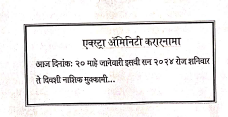 एक्स्ट्रा ॲमिनिटी करारनामा
आज दिनांक: २० माहे जानेवारी इसवी सन २०२४ रोज शनिवार
ते दिवशी नाशिक मुक्कामी...